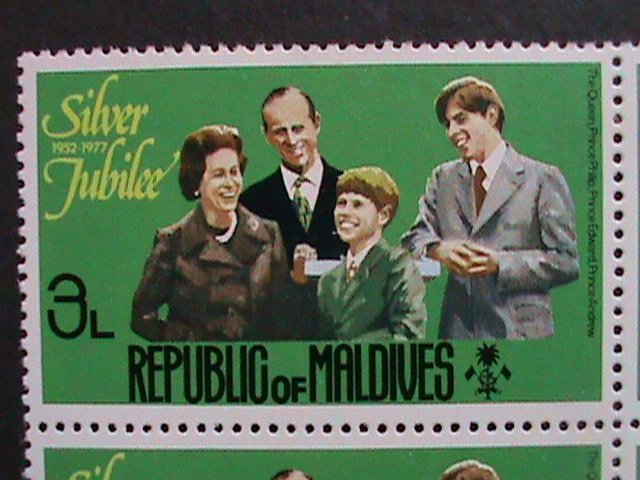 Silver
1952-1977
Jubilee
The Queen, Prince Philip, Prince Edward, Prince Andrew
3L
REPUBLIC OF MALDIVES